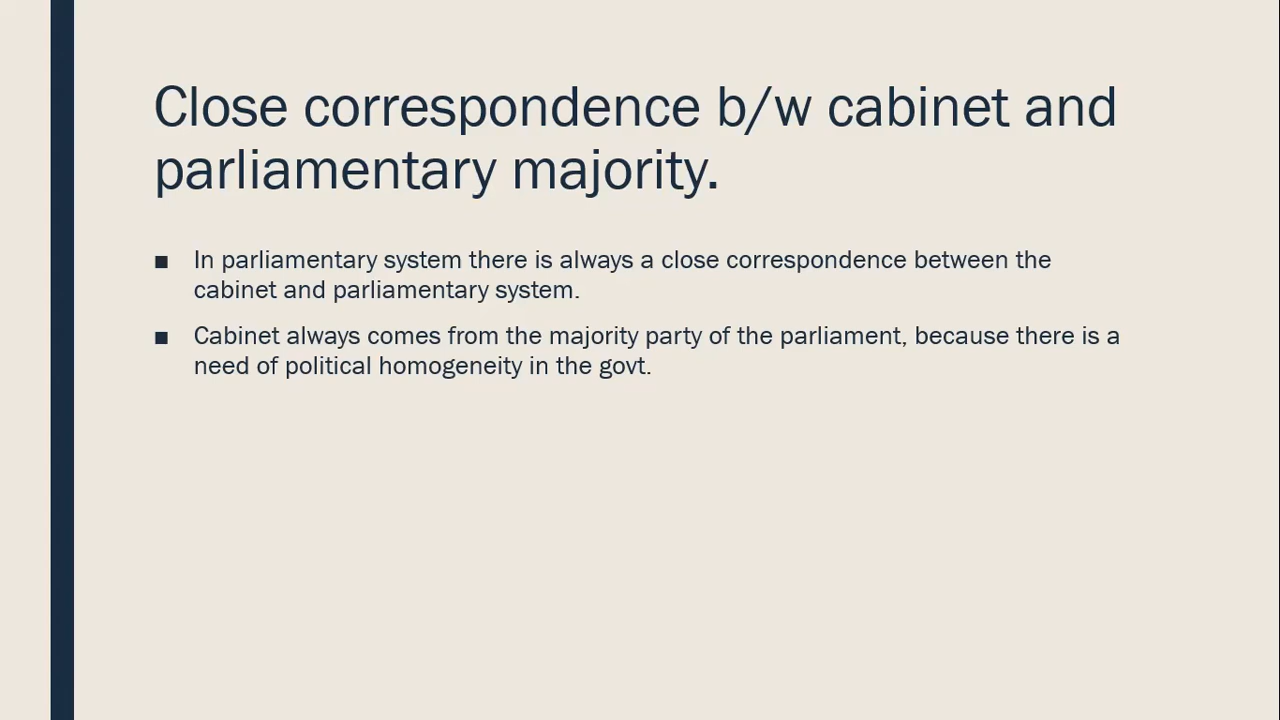 Close correspondence b/w cabinet and
parliamentary majority.
▪ In parliamentary system there is always a close correspondence between the
cabinet and parliamentary system.
▪ Cabinet always comes from the majority party of the parliament, because there is a
need of political homogeneity in the govt.